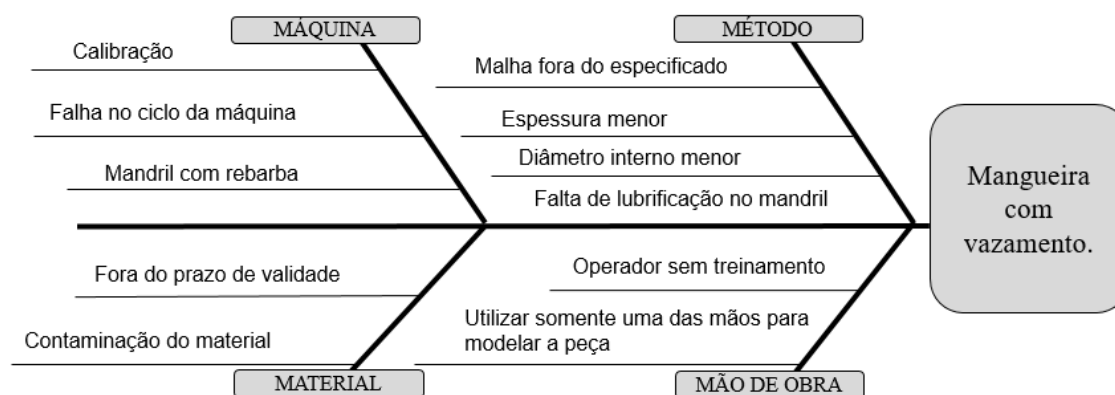 MÁQUINA
Calibração
Falha no ciclo da máquina
Mandril com rebarba
MÉTODO
Malha fora do especificado
Espessura menor
Diâmetro interno menor
Falta de lubrificação no mandril
Mangueira
com
vazamento.
Fora do prazo de validade
Contaminação do material
MATERIAL
Operador sem treinamento
Utilizar somente uma das mãos para
modelar a peça
MÃO DE OBRA